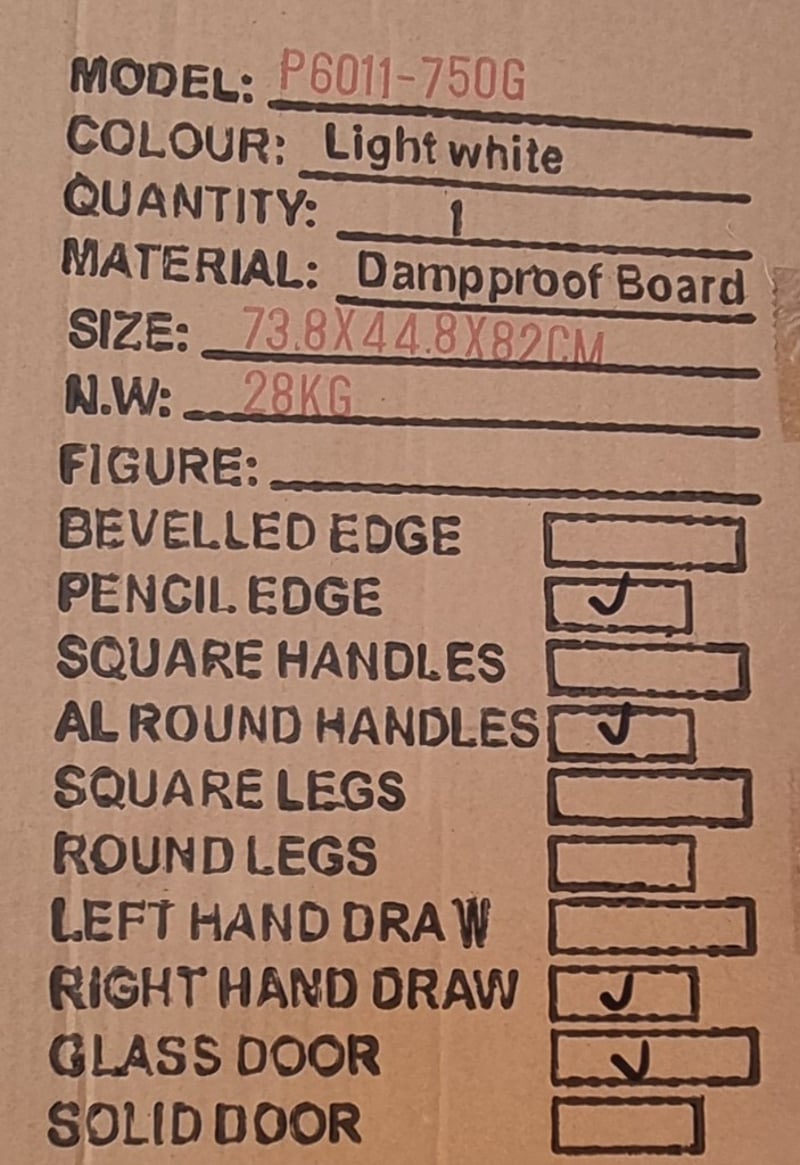 MODEL: P6011-750G
COLOUR: Light white
QUANTITY: 1
MATERIAL: Dampproof Board
SIZE: 73.8X44.8X82CM
N.W: 28KG
FIGURE:
BEVELLED EDGE
PENCIL EDGE ✓
SQUARE HANDLES
AL ROUND HANDLES ✓
SQUARE LEGS
ROUND LEGS
LEFT HAND DRAW
RIGHT HAND DRAW ✓
GLASS DOOR ✓
SOLID DOOR